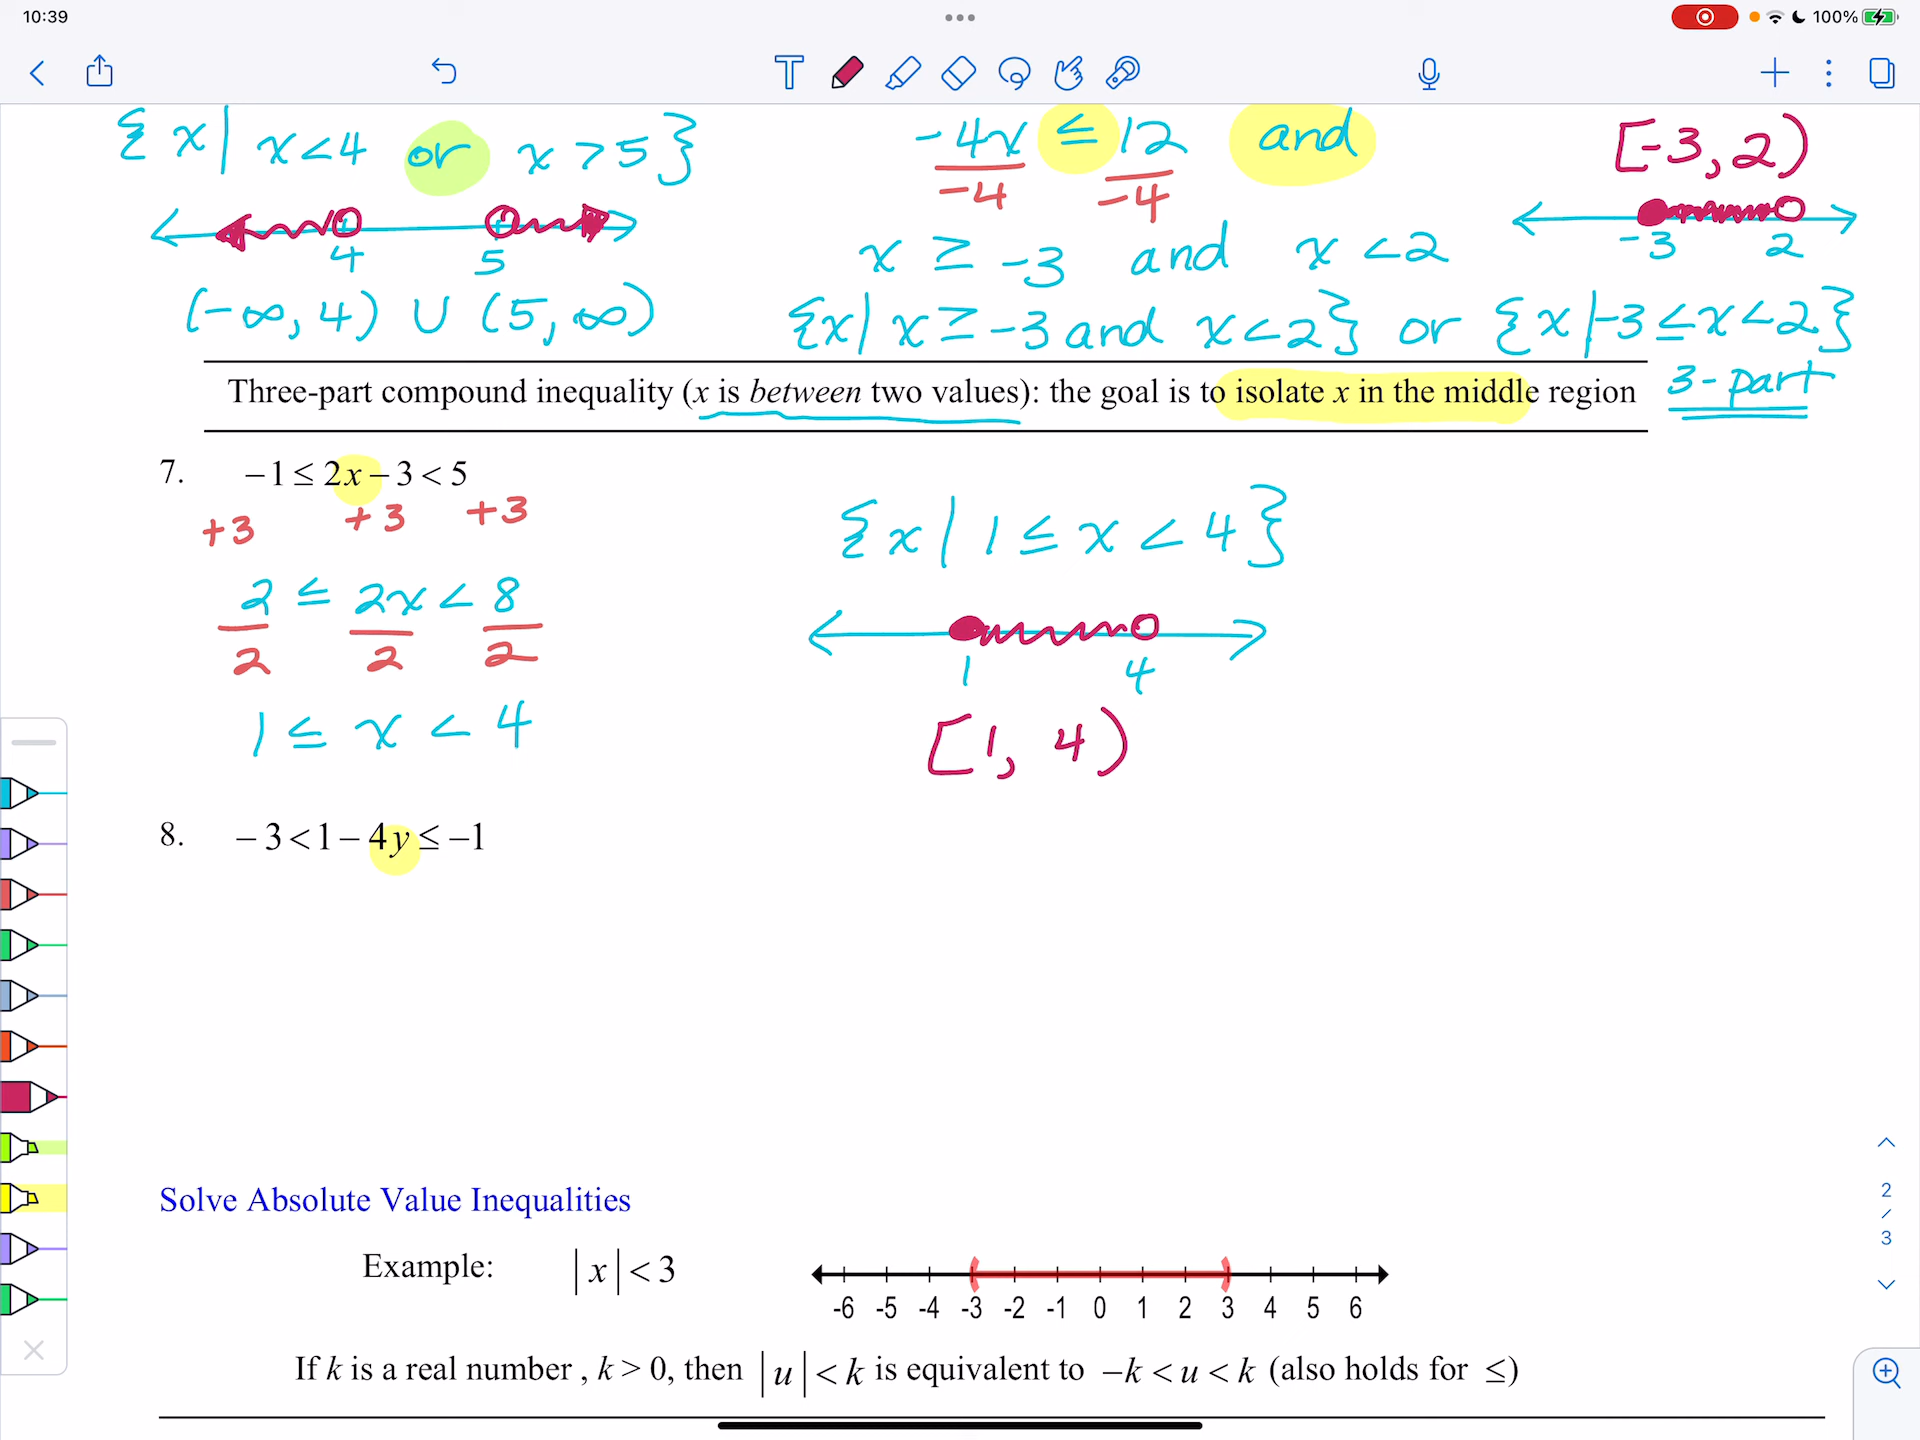 10:39
100%
{x| x<4 or x>5}
4 5
(-∞, 4) ∪ (5, ∞)
-4x ≤ 12 and
-4 -4
x ≥ -3 and x < 2
[-3, 2)
-3 2
{x| x ≥ -3 and x < 2} or {x|-3 ≤ x < 2}
Three-part compound inequality (x is between two values): the goal is to isolate x in the middle region
3-part
7. −1 ≤ 2x − 3 < 5
+3 +3 +3
2 ≤ 2x < 8
2 2 2
1 ≤ x < 4
{x| 1 ≤ x < 4}
1 4
[1, 4)
8. −3 < 1 − 4y ≤ −1
Solve Absolute Value Inequalities
Example: |x| < 3
-6 -5 -4 -3 -2 -1 0 1 2 3 4 5 6
If k is a real number , k > 0, then |u| < k is equivalent to −k < u < k (also holds for ≤)
2
/
3